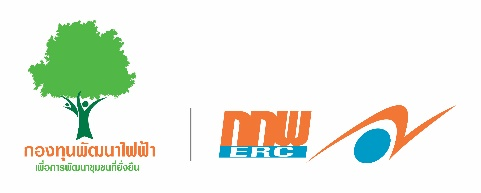 กองทุนพัฒนาไฟฟ้า
เพื่อการพัฒนาชุมชนที่ยั่งยืน
กกพ
ERC